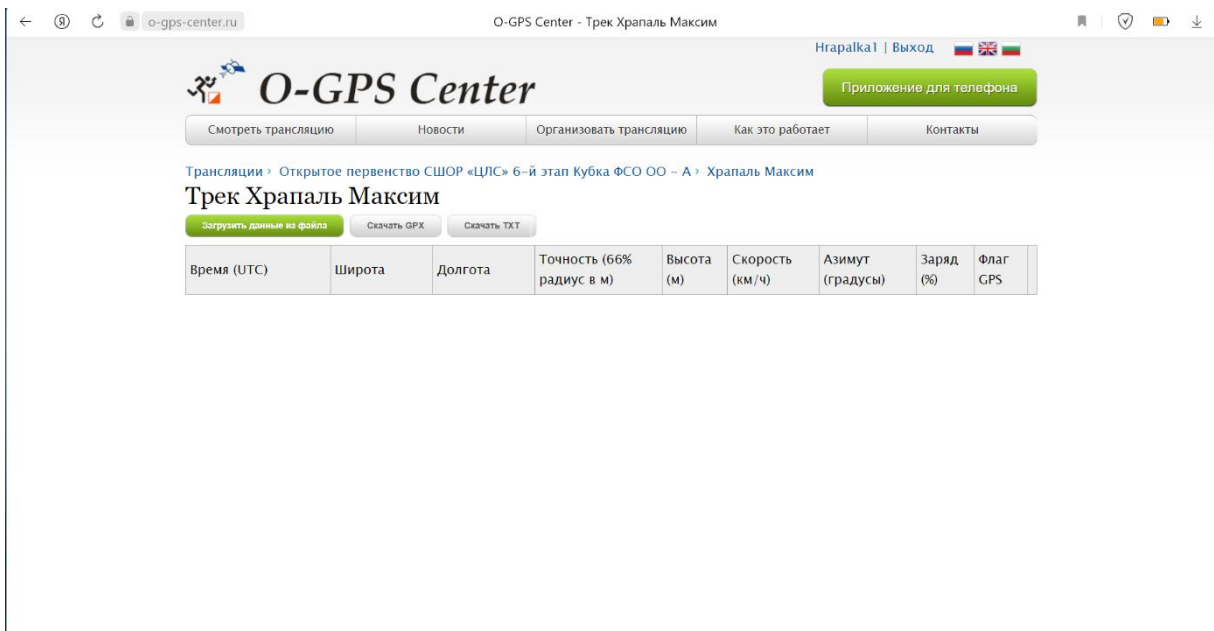 o-gps-center.ru
O-GPS Center - Трек Храпаль Максим
Hrapalka1 | Выход
O-GPS Center
Приложение для телефона
Смотреть трансляцию
Новости
Организовать трансляцию
Как это работает
Контакты
Трансляции › Открытое первенство СШОР «ЦЛС» 6-й этап Кубка ФСО ОО – А › Храпаль Максим
Трек Храпаль Максим
Загрузить данные из файла
Скачать GPX
Скачать TXT
Время (UTC)
Широта
Долгота
Точность (66%
радиус в м)
Высота
(м)
Скорость
(км/ч)
Азимут
(градусы)
Заряд
(%)
Флаг
GPS